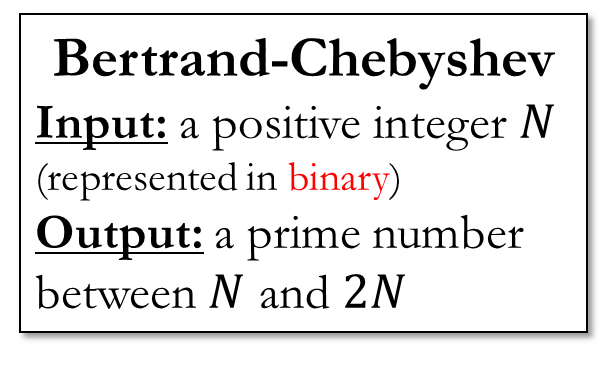 Bertrand-Chebyshev
Input: a positive integer N
(represented in binary)
Output: a prime number
between N and 2N